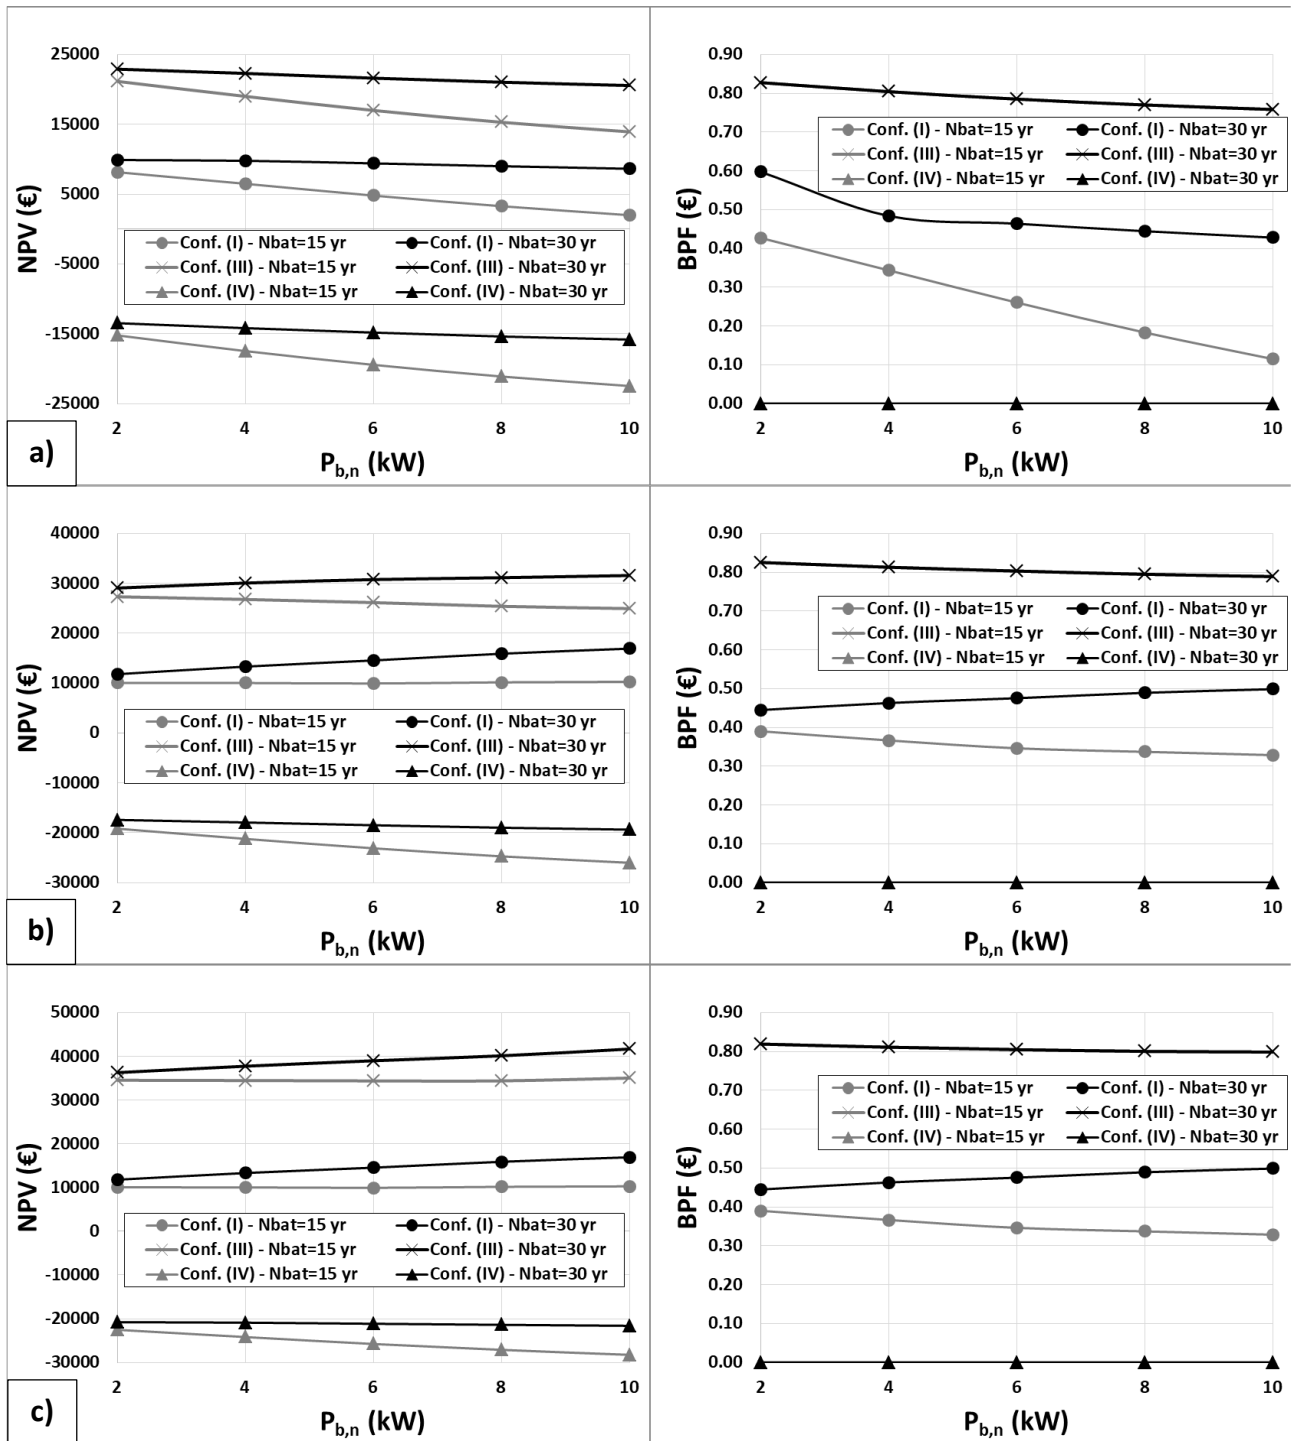 25000
15000
5000
-5000
-15000
-25000
NPV (€)
Conf. (I) - Nbat=15 yr Conf. (I) - Nbat=30 yr
Conf. (III) - Nbat=15 yr Conf. (III) - Nbat=30 yr
Conf. (IV) - Nbat=15 yr Conf. (IV) - Nbat=30 yr
2 4 6 8 10
P_b,n (kW)
a)
0.90
0.80
0.70
0.60
0.50
0.40
0.30
0.20
0.10
0.00
BPF (€)
Conf. (I) - Nbat=15 yr Conf. (I) - Nbat=30 yr
Conf. (III) - Nbat=15 yr Conf. (III) - Nbat=30 yr
Conf. (IV) - Nbat=15 yr Conf. (IV) - Nbat=30 yr
2 4 6 8 10
P_b,n (kW)
40000
30000
20000
10000
0
-10000
-20000
-30000
NPV (€)
Conf. (I) - Nbat=15 yr Conf. (I) - Nbat=30 yr
Conf. (III) - Nbat=15 yr Conf. (III) - Nbat=30 yr
Conf. (IV) - Nbat=15 yr Conf. (IV) - Nbat=30 yr
2 4 6 8 10
P_b,n (kW)
b)
0.90
0.80
0.70
0.60
0.50
0.40
0.30
0.20
0.10
0.00
BPF (€)
Conf. (I) - Nbat=15 yr Conf. (I) - Nbat=30 yr
Conf. (III) - Nbat=15 yr Conf. (III) - Nbat=30 yr
Conf. (IV) - Nbat=15 yr Conf. (IV) - Nbat=30 yr
2 4 6 8 10
P_b,n (kW)
50000
40000
30000
20000
10000
0
-10000
-20000
-30000
NPV (€)
Conf. (I) - Nbat=15 yr Conf. (I) - Nbat=30 yr
Conf. (III) - Nbat=15 yr Conf. (III) - Nbat=30 yr
Conf. (IV) - Nbat=15 yr Conf. (IV) - Nbat=30 yr
2 4 6 8 10
P_b,n (kW)
c)
0.90
0.80
0.70
0.60
0.50
0.40
0.30
0.20
0.10
0.00
BPF (€)
Conf. (I) - Nbat=15 yr Conf. (I) - Nbat=30 yr
Conf. (III) - Nbat=15 yr Conf. (III) - Nbat=30 yr
Conf. (IV) - Nbat=15 yr Conf. (IV) - Nbat=30 yr
2 4 6 8 10
P_b,n (kW)